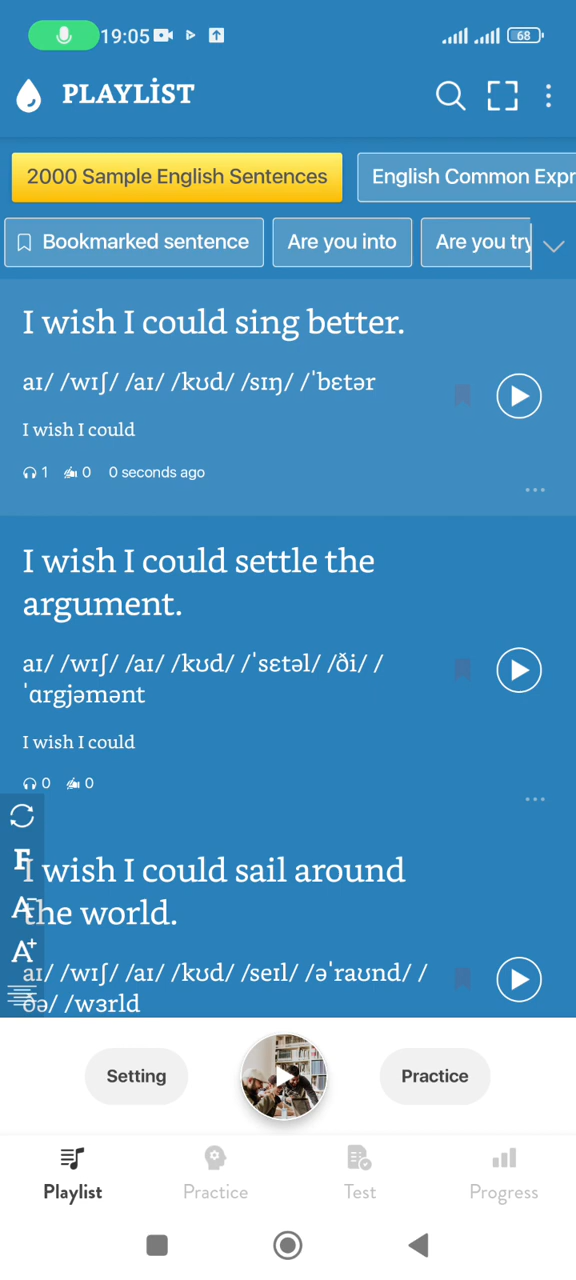 19:05
68
PLAYLİST
2000 Sample English Sentences
English Common Expr
Bookmarked sentence
Are you into
Are you try
I wish I could sing better.
aɪ/ /wɪʃ/ /aɪ/ /kʊd/ /sɪŋ/ /ˈbɛtər
I wish I could
1
0
0 seconds ago
I wish I could settle the
argument.
aɪ/ /wɪʃ/ /aɪ/ /kʊd/ /ˈsɛtəl/ /ði/ /
ˈɑrgjəmənt
I wish I could
0
0
F
I wish I could sail around
A-
the world.
A+
aɪ/ /wɪʃ/ /aɪ/ /kʊd/ /seɪl/ /əˈraʊnd/ /
ðə/ /wɜrld
Setting
Practice
Playlist
Practice
Test
Progress